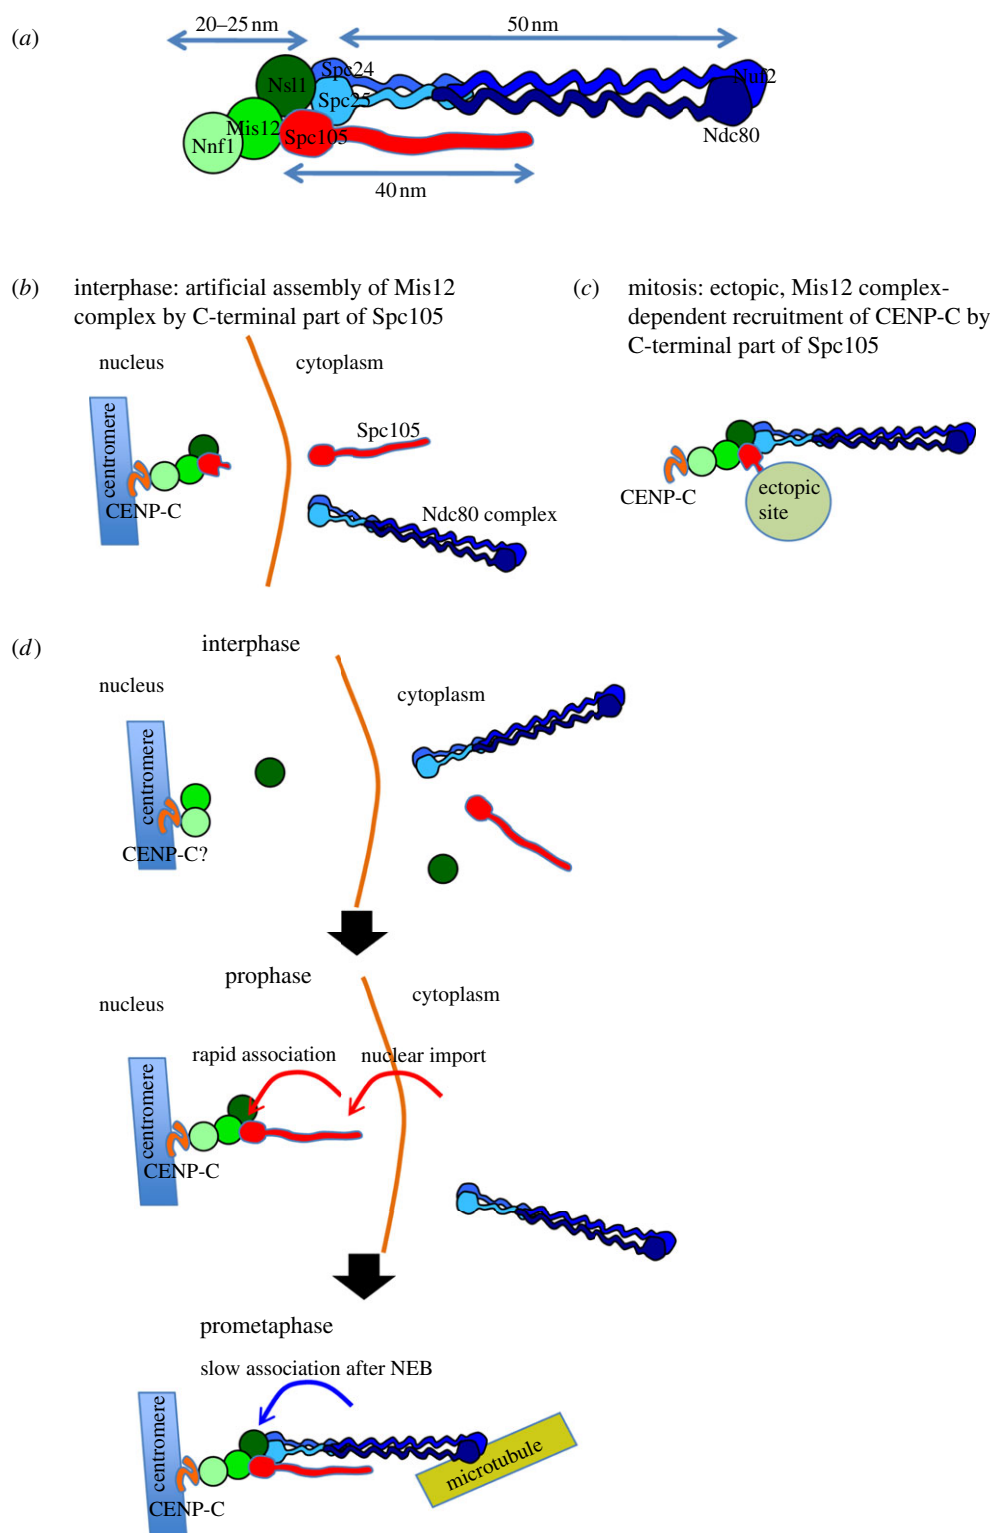 (a)
20–25 nm
50 nm
Spc24
Nuf2
Nsl1
Spc25
Mis12
Spc105
Nnf1
Ndc80
40 nm
(b) interphase: artificial assembly of Mis12
complex by C-terminal part of Spc105
nucleus
cytoplasm
centromere
Spc105
CENP-C
Ndc80 complex
(c) mitosis: ectopic, Mis12 complex-
dependent recruitment of CENP-C by
C-terminal part of Spc105
CENP-C
ectopic
site
(d)
interphase
nucleus
cytoplasm
centromere
CENP-C?
prophase
nucleus
cytoplasm
rapid association
nuclear import
centromere
CENP-C
prometaphase
slow association after NEB
centromere
microtubule
CENP-C